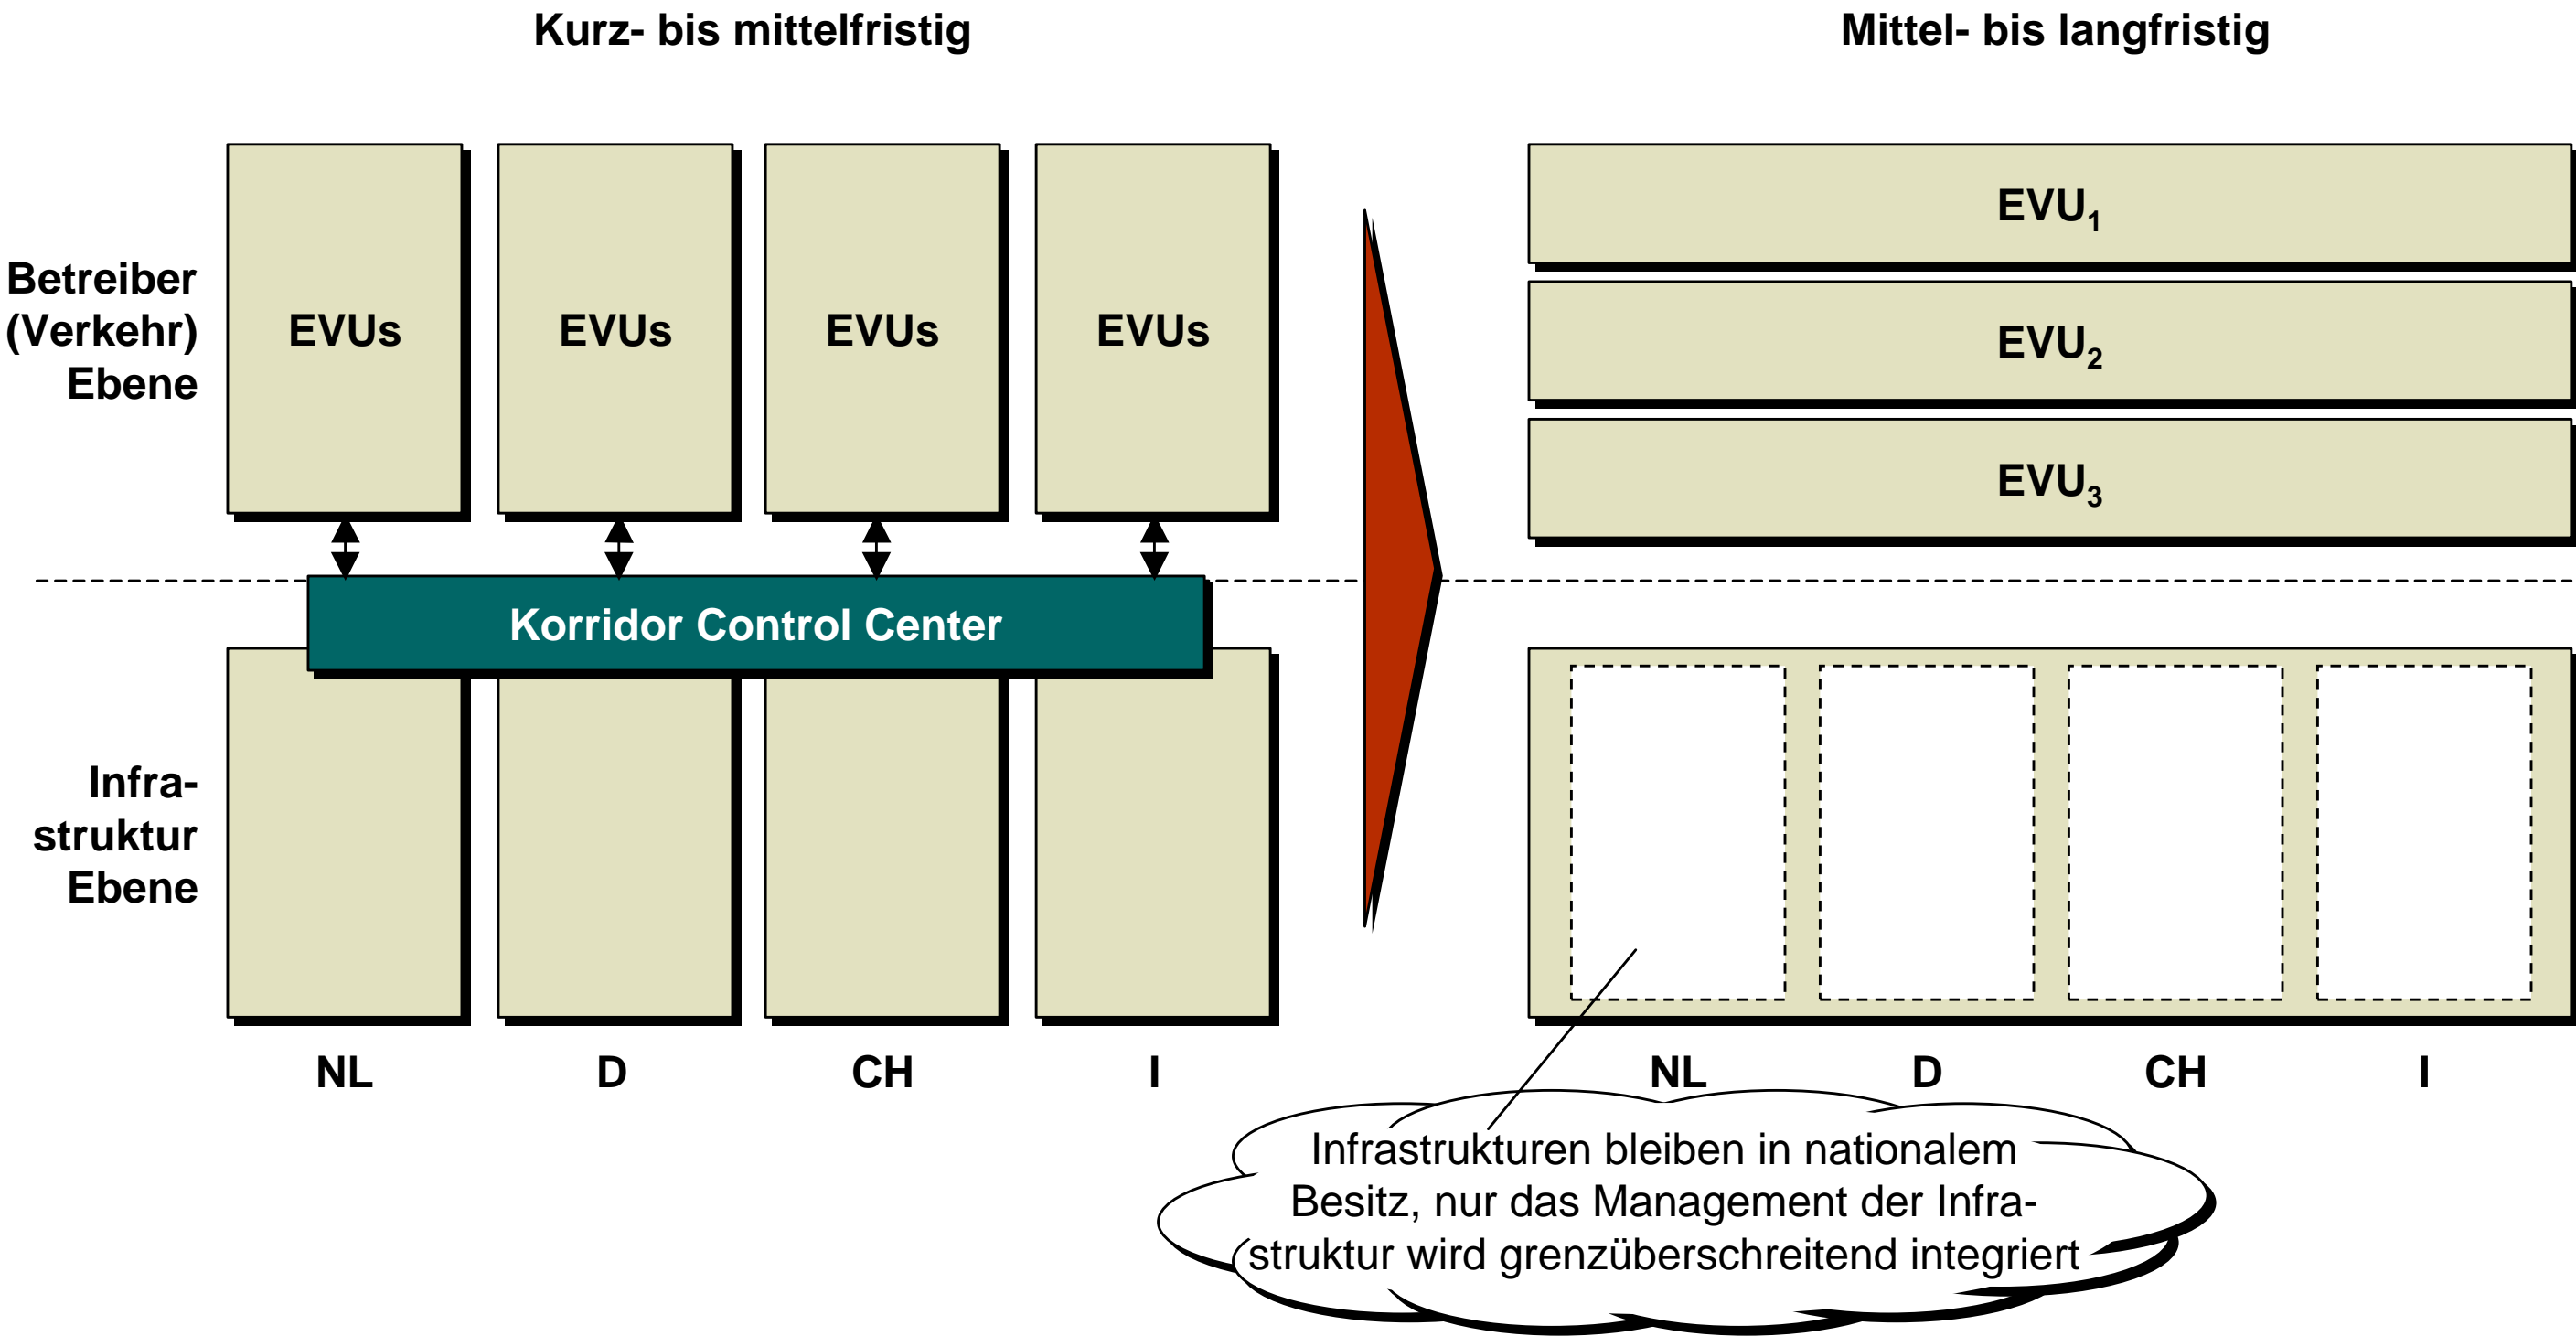 Kurz- bis mittelfristig
Mittel- bis langfristig
Betreiber
(Verkehr)
Ebene
EVUs
EVUs
EVUs
EVUs
EVU₁
EVU₂
EVU₃
Korridor Control Center
Infra-
struktur
Ebene
NL
D
CH
I
NL
D
CH
I
Infrastrukturen bleiben in nationalem
Besitz, nur das Management der Infra-
struktur wird grenzüberschreitend integriert